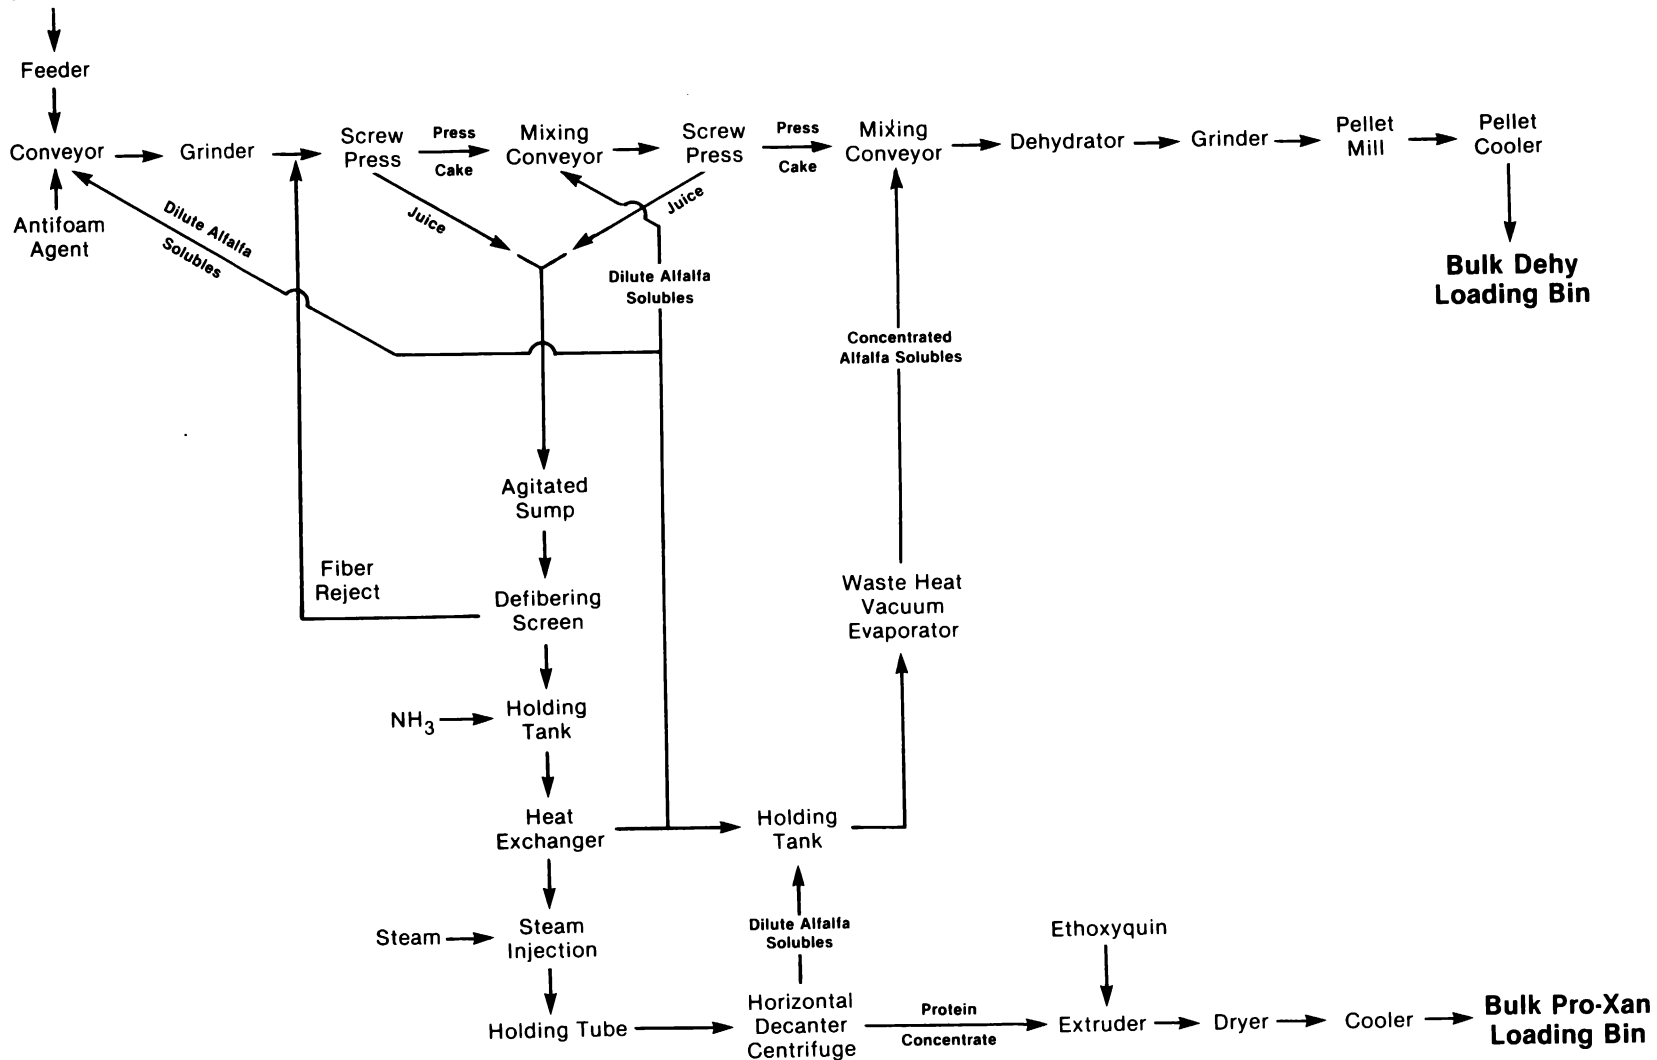 Feeder
Conveyor
Grinder
Screw
Press
Press
Cake
Mixing
Conveyor
Screw
Press
Press
Cake
Mixing
Conveyor
Dehydrator
Grinder
Pellet
Mill
Pellet
Cooler
Antifoam
Agent
Dilute Alfalfa
Solubles
Juice
Juice
Dilute Alfalfa
Solubles
Bulk Dehy
Loading Bin
Concentrated
Alfalfa Solubles
Agitated
Sump
Fiber
Reject
Defibering
Screen
Waste Heat
Vacuum
Evaporator
NH3
Holding
Tank
Heat
Exchanger
Holding
Tank
Steam
Steam
Injection
Dilute Alfalfa
Solubles
Ethoxyquin
Holding Tube
Horizontal
Decanter
Centrifuge
Protein
Concentrate
Extruder
Dryer
Cooler
Bulk Pro-Xan
Loading Bin